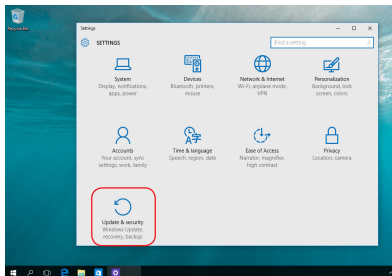 Recycle Bin
Settings
SETTINGS
Find a setting
System
Display, notifications,
apps, power
Devices
Bluetooth, printers,
mouse
Network & Internet
Wi-Fi, airplane mode,
VPN
Personalization
Background, lock
screen, colors
Accounts
Your account, sync
settings, work, family
Time & language
Speech, region, date
Ease of Access
Narrator, magnifier,
high contrast
Privacy
Location, camera
Update & security
Windows Update,
recovery, backup